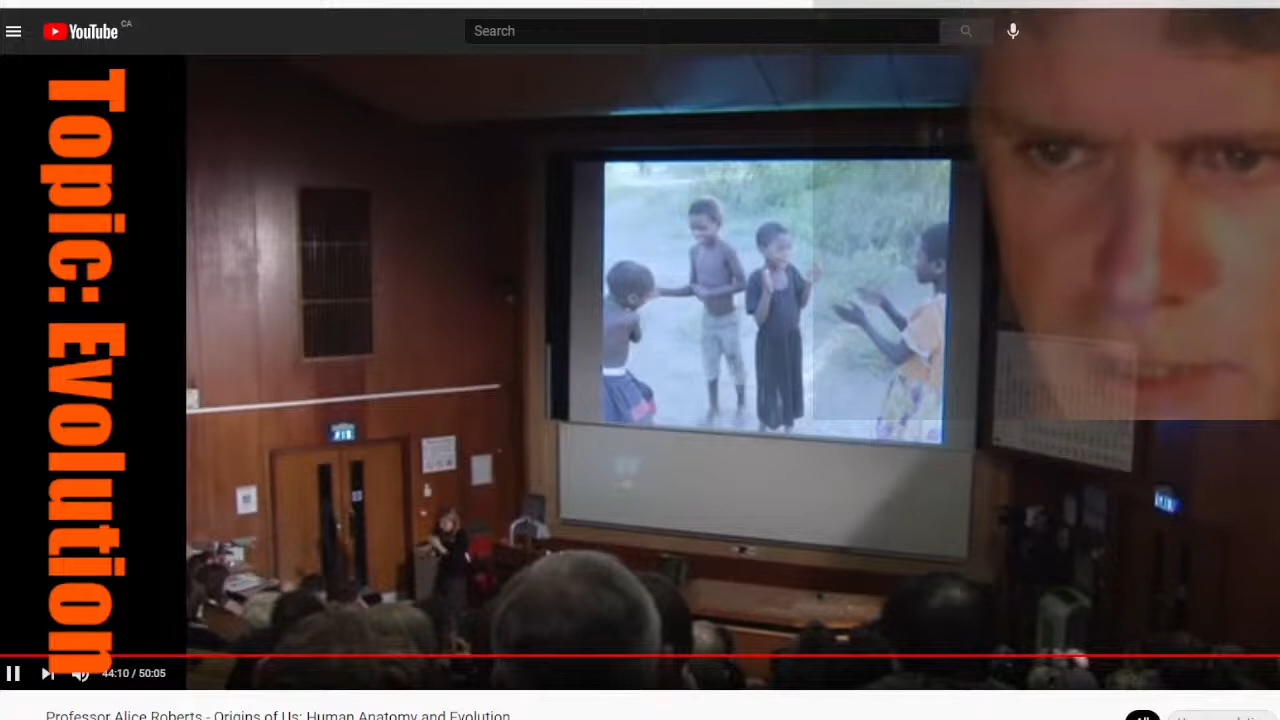 YouTube CA
Search
Topic: Evolution
44:10 / 50:05
Professor Alice Roberts - Origins of Us: Human Anatomy and Evolution
All